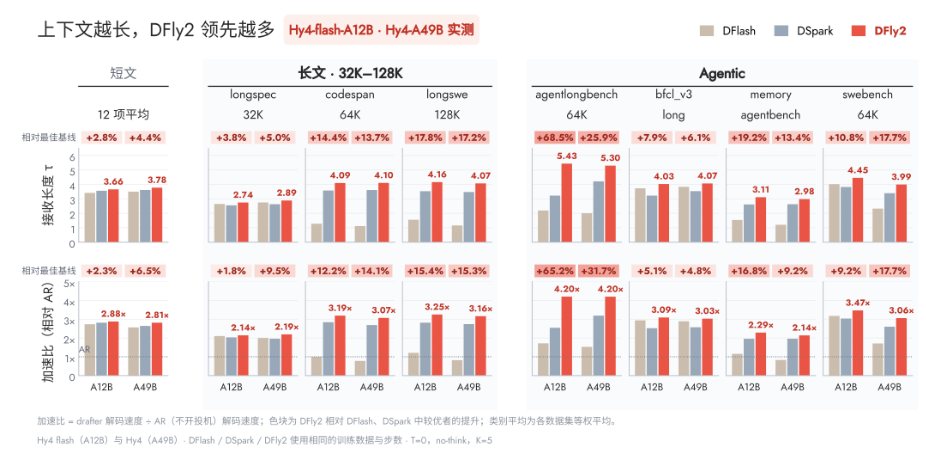 上下文越长，DFly2 领先越多 Hy4-flash-A12B · Hy4-A49B 实测
DFlash DSpark DFly2
短文 长文 · 32K–128K Agentic
longspec codespan longswe agentlongbench bfcl_v3 memory swebench
12 项平均 32K 64K 128K 64K long agentbench 64K
相对最佳基线 +2.8% +4.4% +3.8% +5.0% +14.4% +13.7% +17.8% +17.2% +68.5% +25.9% +7.9% +6.1% +19.2% +13.4% +10.8% +17.7%
接收长度 τ
6
5
4
3
2
1
0
3.66 3.78 2.74 2.89 4.09 4.10 4.16 4.07 5.43 5.30 4.03 4.07 3.11 2.98 4.45 3.99
相对最佳基线 +2.3% +6.5% +1.8% +9.5% +12.2% +14.1% +15.4% +15.3% +65.2% +31.7% +5.1% +4.8% +16.8% +9.2% +9.2% +17.7%
加速比（相对 AR）
5×
4×
3×
2×
1×
0
AR
2.88× 2.81× 2.14× 2.19× 3.19× 3.07× 3.25× 3.16× 4.20× 4.20× 3.09× 3.03× 2.29× 2.14× 3.47× 3.06×
A12B A49B A12B A49B A12B A49B A12B A49B A12B A49B A12B A49B A12B A49B A12B A49B
加速比 = drafter 解码速度 ÷ AR（不开投机）解码速度；色块为 DFly2 相对 DFlash、DSpark 中较优者的提升；类别平均为各数据集等权平均。
Hy4 flash（A12B）与 Hy4（A49B）· DFlash / DSpark / DFly2 使用相同的训练数据与步数 · T=0，no-think，K=5